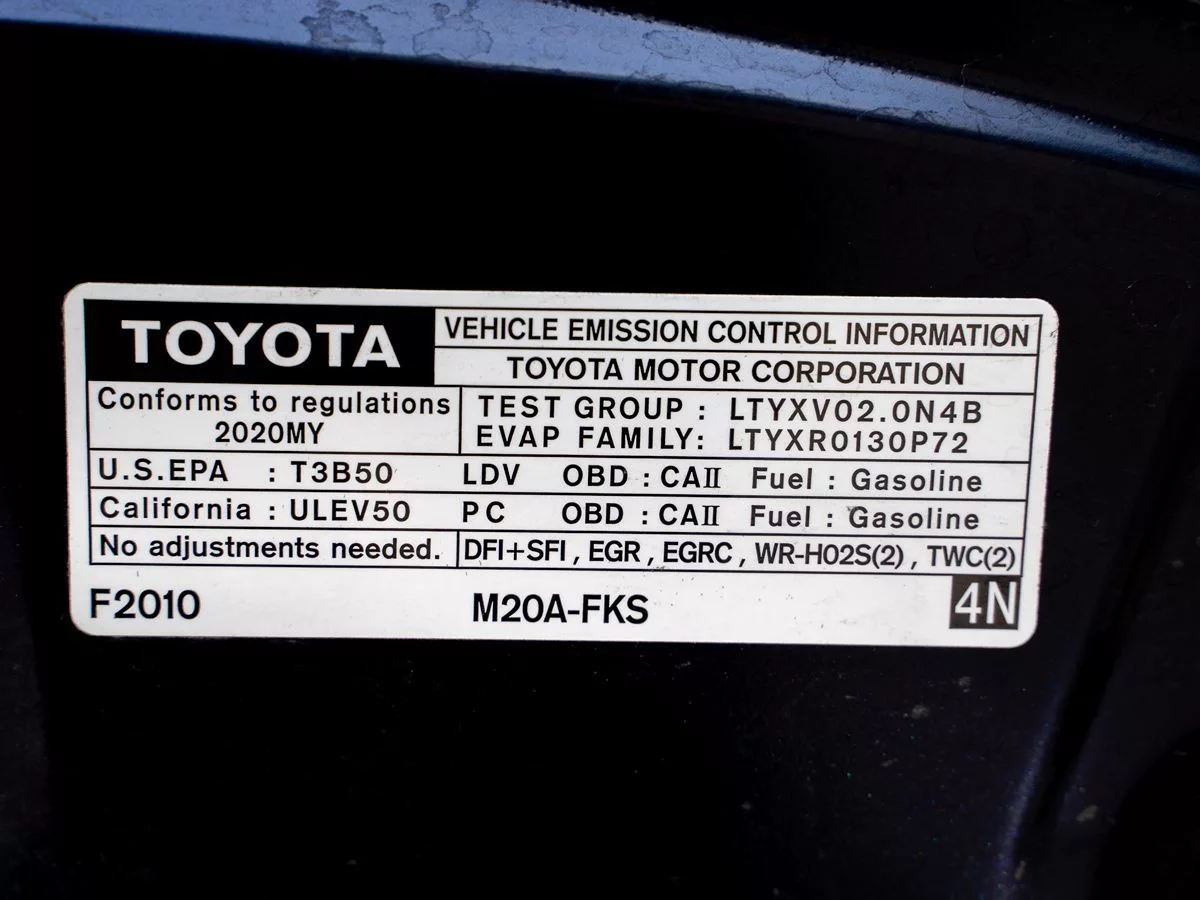 TOYOTA
VEHICLE EMISSION CONTROL INFORMATION
TOYOTA MOTOR CORPORATION
Conforms to regulations
2020MY
TEST GROUP : LTYXV02.0N4B
EVAP FAMILY: LTYXR0130P72
U.S.EPA : T3B50 LDV OBD : CAⅡ Fuel : Gasoline
California : ULEV50 PC OBD : CAⅡ Fuel : Gasoline
No adjustments needed. DFI+SFI , EGR , EGRC , WR-HO2S(2) , TWC(2)
F2010 M20A-FKS 4N